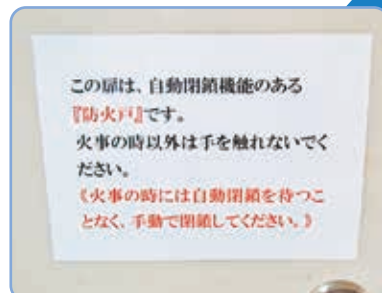 この扉は、自動閉鎖機能のある
『防火戸』です。
火事の時以外は手を触れないでく
ださい。
《火事の時には自動閉鎖を待つこ
となく、手動で閉鎖してください。》